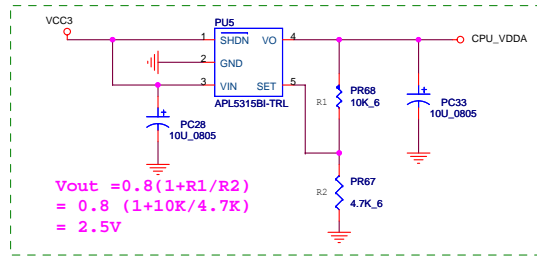 VCC3
PU5
1 SHDN VO 4
2 GND
3 VIN SET 5
APL5315BI-TRL
CPU_VDDA
R1
PR68
10K_6
PC33
10U_0805
PC28
10U_0805
R2
PR67
4.7K_6
Vout =0.8(1+R1/R2)
= 0.8 (1+10K/4.7K)
= 2.5V